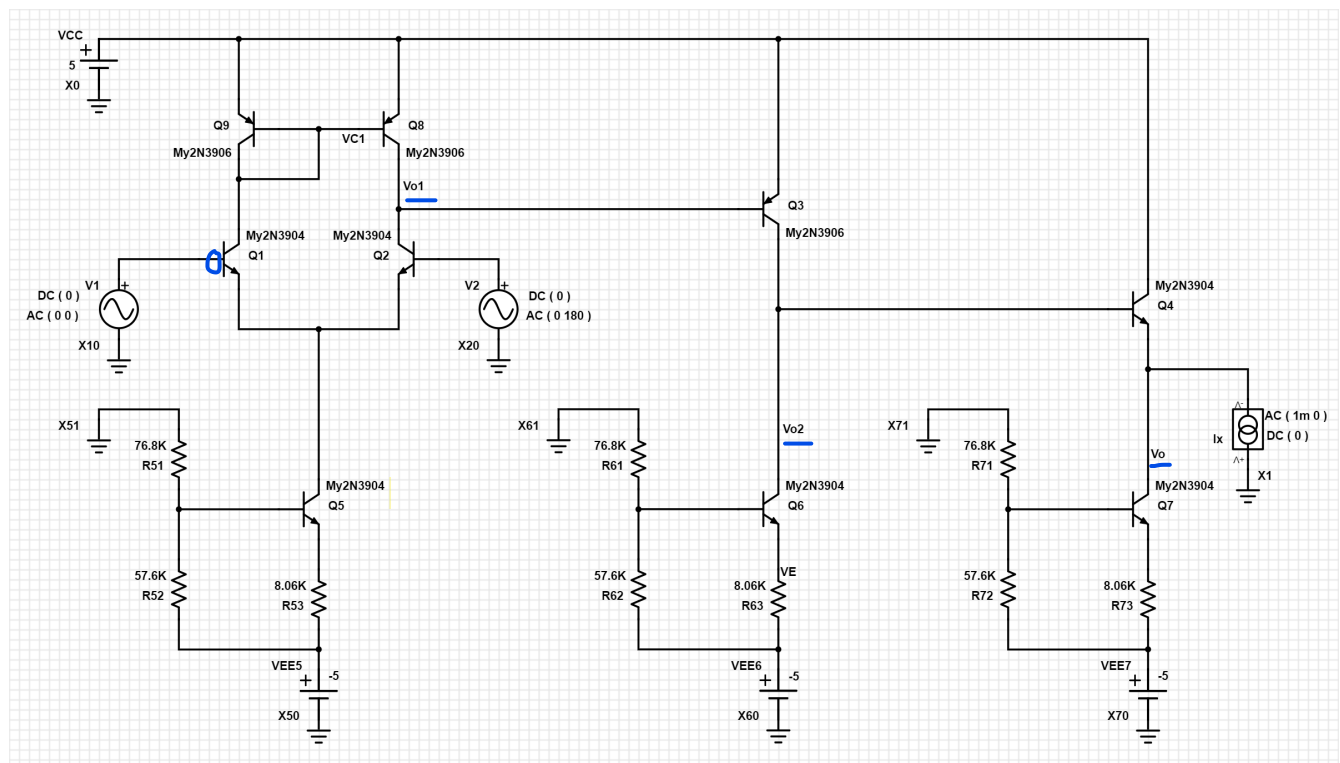 VCC
+
5
X0
Q9
Q8
VC1
My2N3906
My2N3906
Vo1
Q3
My2N3906
My2N3904
Q1
My2N3904
Q2
V1
+
DC ( 0 )
AC ( 0 0 )
X10
V2
+
DC ( 0 )
AC ( 0 180 )
X20
My2N3904
Q4
X51
76.8K
R51
X61
76.8K
R61
Vo2
X71
76.8K
R71
Λ-
AC ( 1m 0 )
DC ( 0 )
Ix
Λ+
X1
Vo
My2N3904
Q5
My2N3904
Q6
My2N3904
Q7
57.6K
R52
8.06K
R53
57.6K
R62
VE
8.06K
R63
57.6K
R72
8.06K
R73
VEE5
+
-5
X50
VEE6
+
-5
X60
VEE7
+
-5
X70